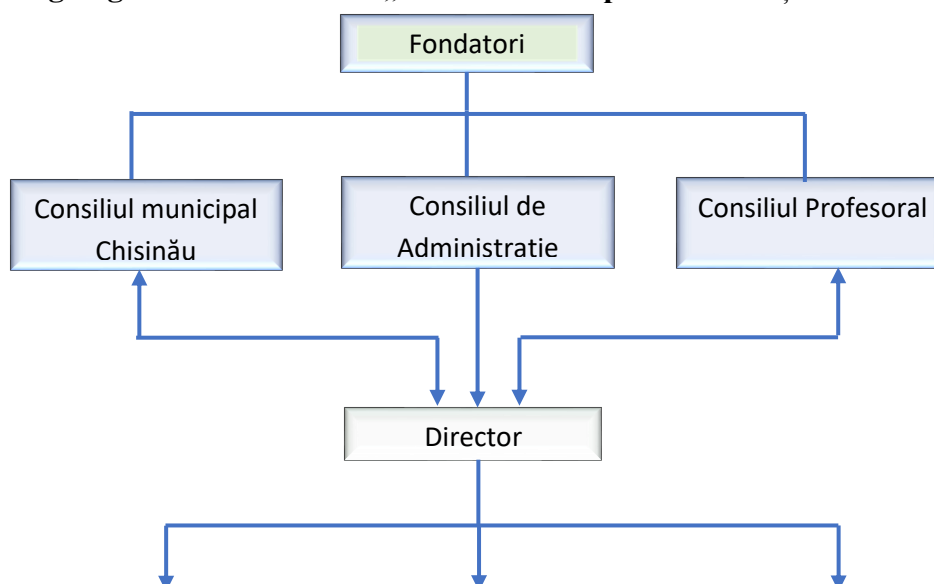 Fondatori
Consiliul municipal
Chisinău
Consiliul de
Administratie
Consiliul Profesoral
Director